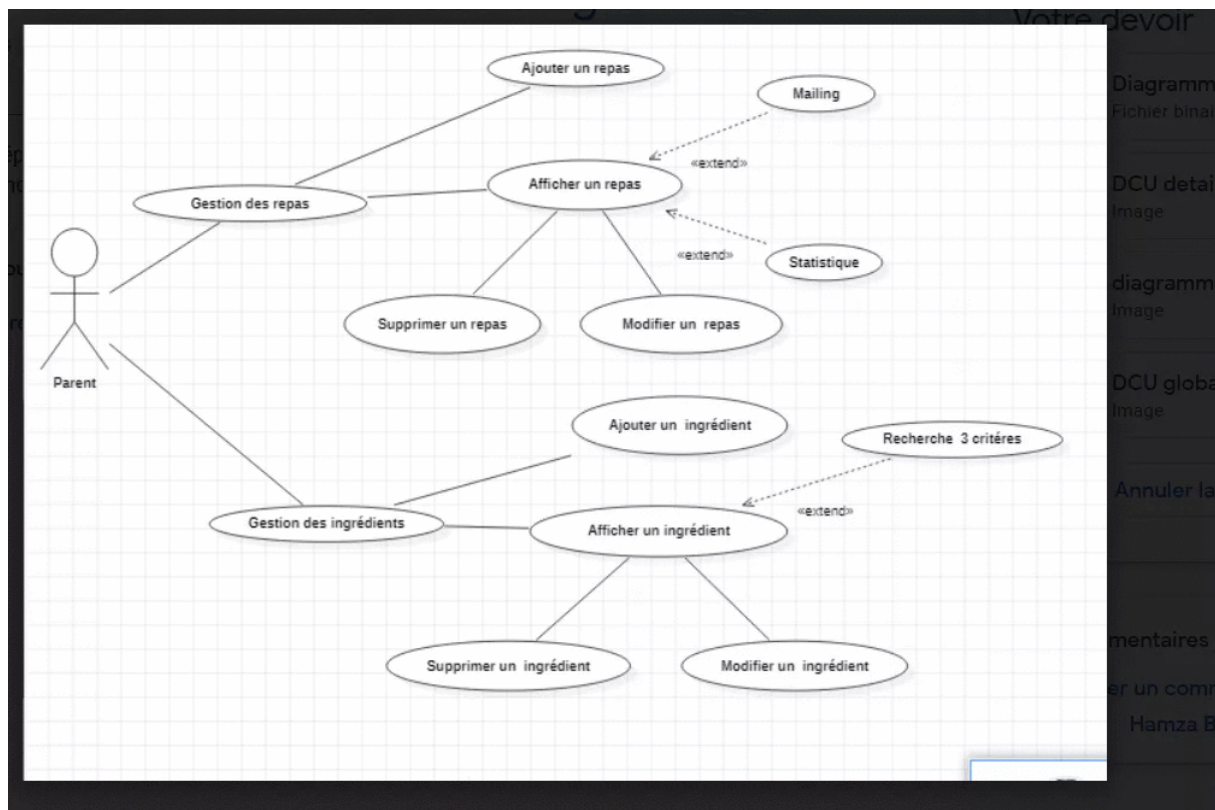 Votre devoir
Ajouter un repas
Mailing
Diagramm
Fichier binai
«extend»
Afficher un repas
DCU detai
Image
Gestion des repas
«extend»
Statistique
diagramm
Image
Supprimer un repas
Modifier un repas
Parent
DCU globa
Image
Ajouter un ingrédient
Recherche 3 critéres
Annuler la
«extend»
Gestion des ingrédients
Afficher un ingrédient
mentaires
Supprimer un ingrédient
Modifier un ingrédient
er un comm
Hamza B